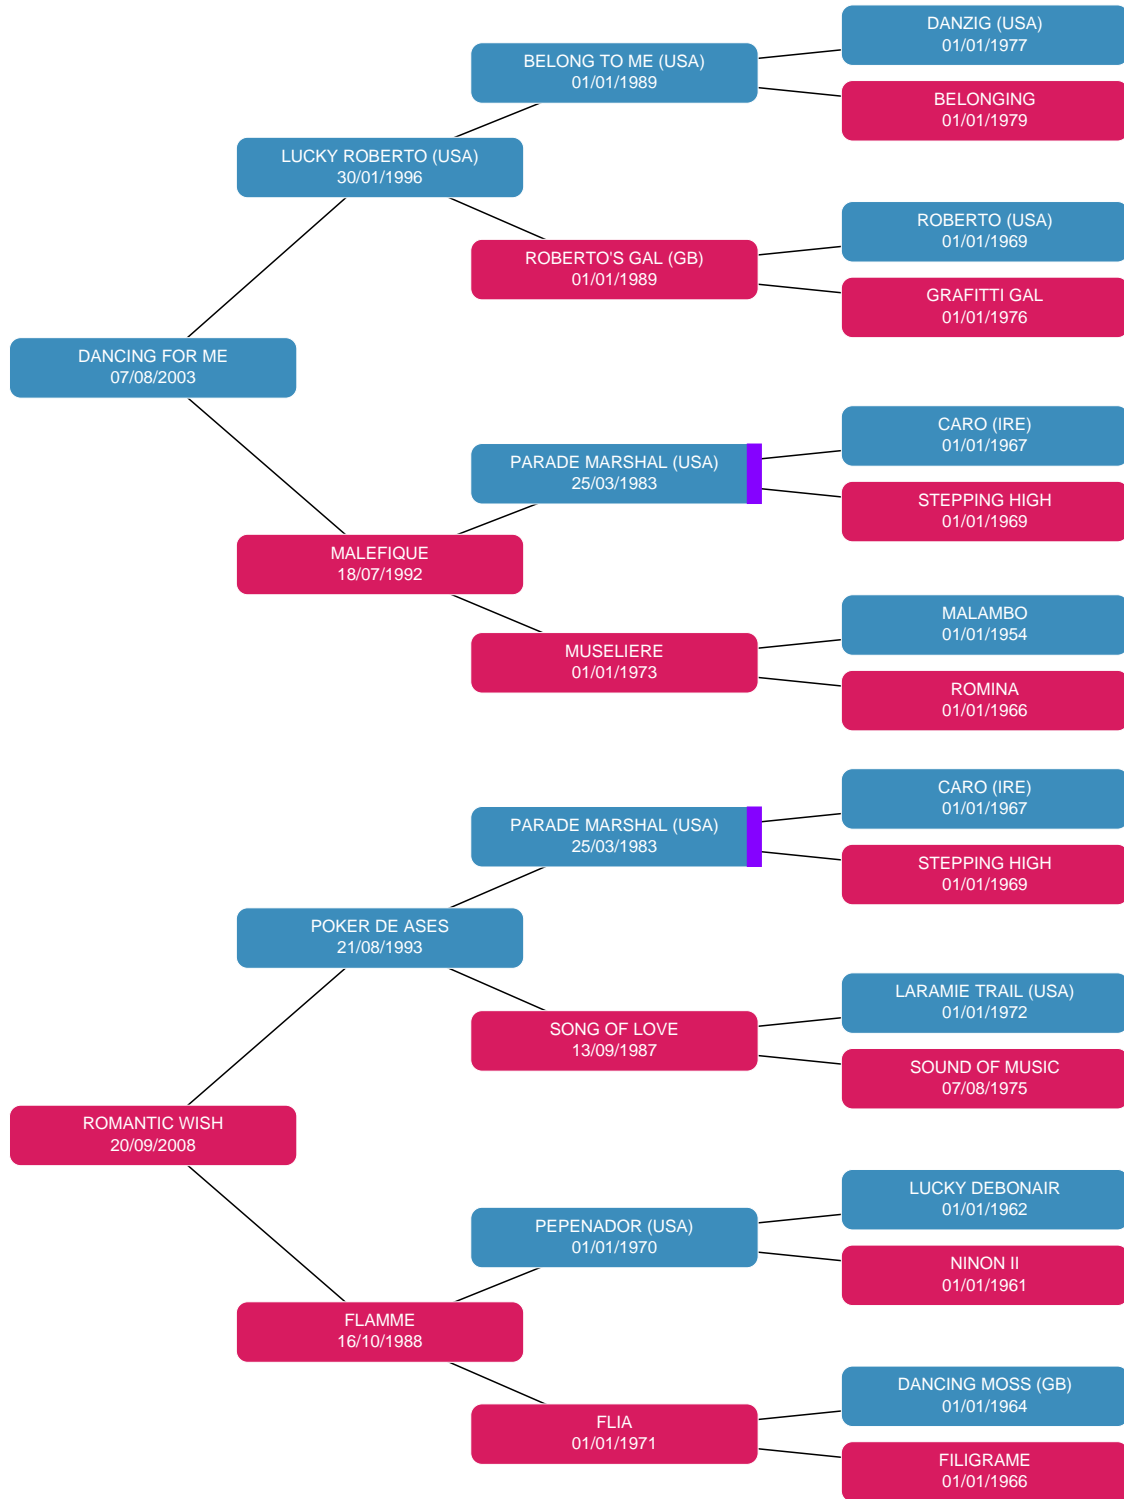 DANZIG (USA)
01/01/1977
BELONG TO ME (USA)
01/01/1989
BELONGING
01/01/1979
LUCKY ROBERTO (USA)
30/01/1996
ROBERTO (USA)
01/01/1969
ROBERTO'S GAL (GB)
01/01/1989
GRAFITTI GAL
01/01/1976
DANCING FOR ME
07/08/2003
CARO (IRE)
01/01/1967
PARADE MARSHAL (USA)
25/03/1983
STEPPING HIGH
01/01/1969
MALEFIQUE
18/07/1992
MALAMBO
01/01/1954
MUSELIERE
01/01/1973
ROMINA
01/01/1966
CARO (IRE)
01/01/1967
PARADE MARSHAL (USA)
25/03/1983
STEPPING HIGH
01/01/1969
POKER DE ASES
21/08/1993
LARAMIE TRAIL (USA)
01/01/1972
SONG OF LOVE
13/09/1987
SOUND OF MUSIC
07/08/1975
ROMANTIC WISH
20/09/2008
LUCKY DEBONAIR
01/01/1962
PEPENADOR (USA)
01/01/1970
NINON II
01/01/1961
FLAMME
16/10/1988
DANCING MOSS (GB)
01/01/1964
FLIA
01/01/1971
FILIGRAME
01/01/1966